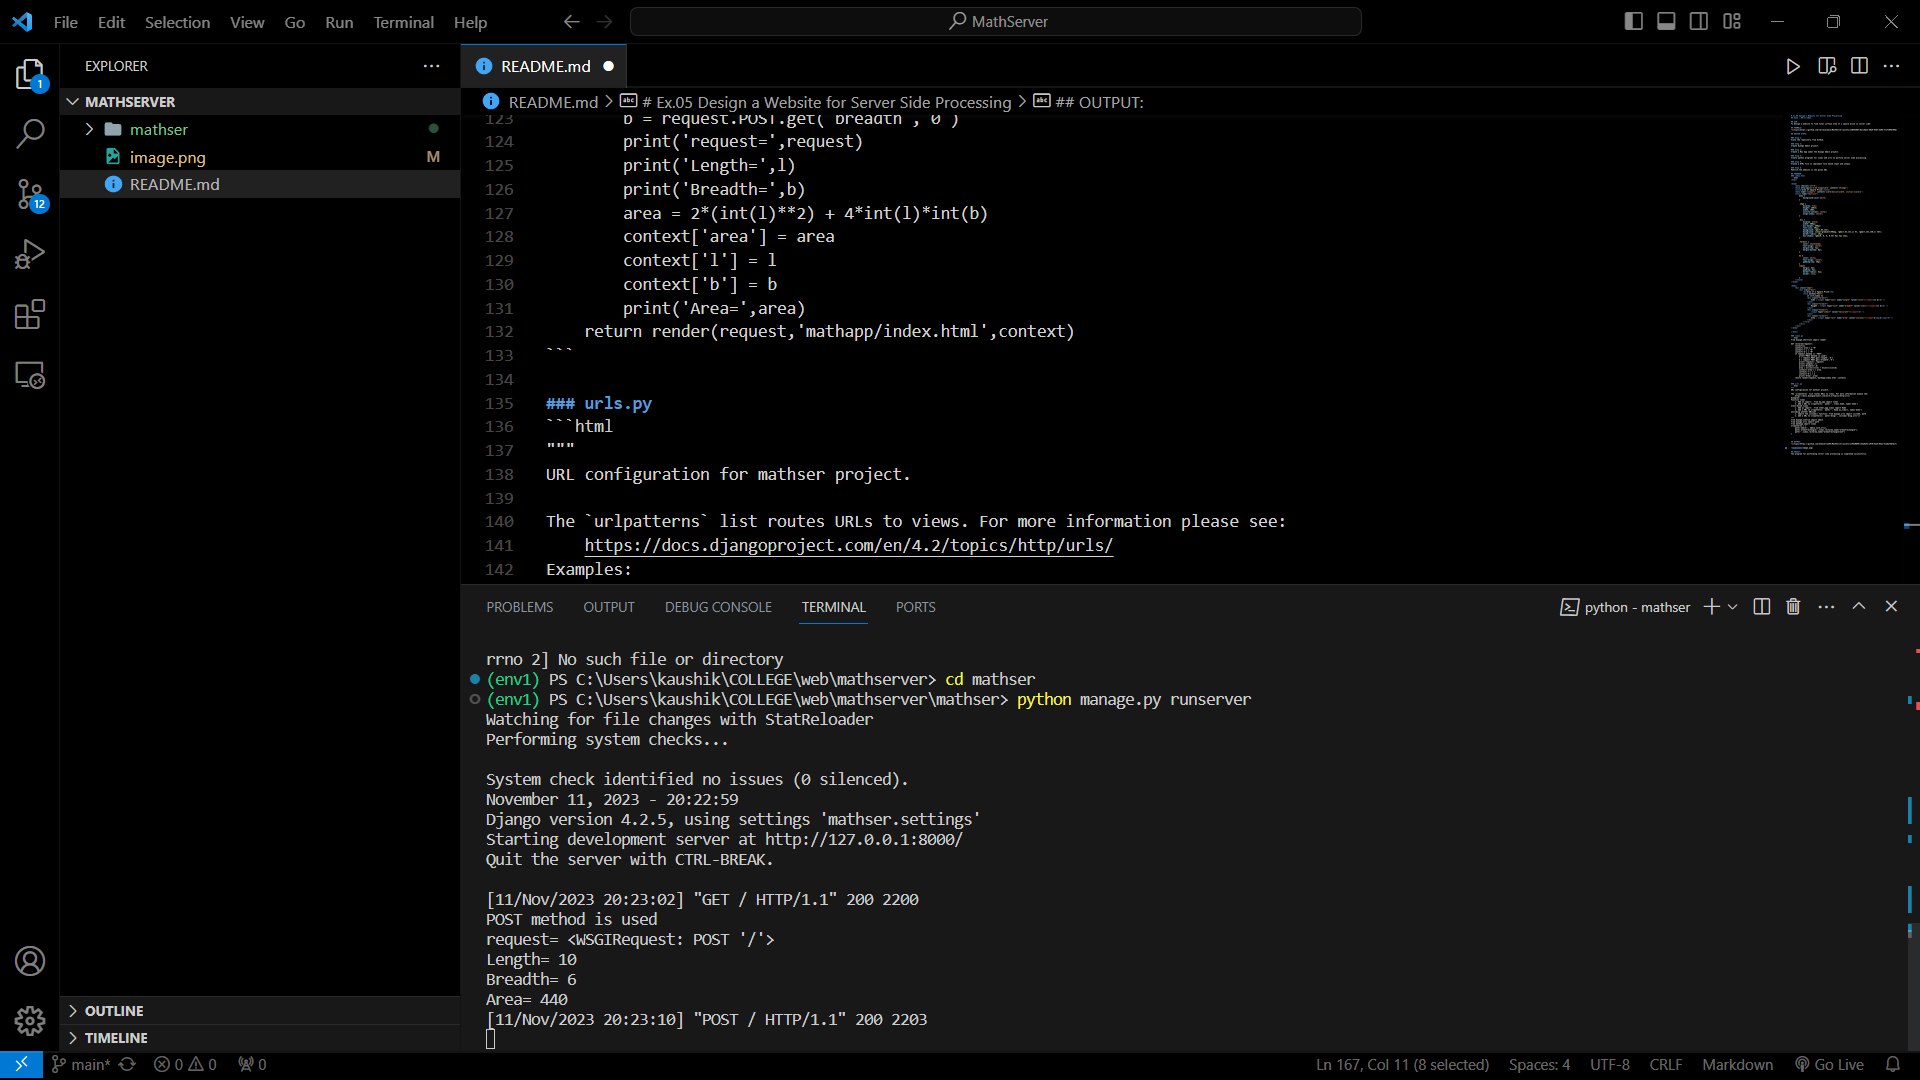 File Edit Selection View Go Run Terminal Help
MathServer
EXPLORER
README.md
MATHSERVER
README.md > # Ex.05 Design a Website for Server Side Processing > ## OUTPUT:
mathser
image.png M
README.md
1
12
123 b = request.POST.get('breadth','0')
124 print('request=',request)
125 print('Length=',l)
126 print('Breadth=',b)
127 area = 2*(int(l)**2) + 4*int(l)*int(b)
128 context['area'] = area
129 context['l'] = l
130 context['b'] = b
131 print('Area=',area)
132 return render(request,'mathapp/index.html',context)
133 ```
134
135 ### urls.py
136 ```html
137 """
138 URL configuration for mathser project.
139
140 The `urlpatterns` list routes URLs to views. For more information please see:
141 https://docs.djangoproject.com/en/4.2/topics/http/urls/
142 Examples:
PROBLEMS OUTPUT DEBUG CONSOLE TERMINAL PORTS
python - mathser
rrno 2] No such file or directory
(env1) PS C:\Users\kaushik\COLLEGE\web\mathserver> cd mathser
(env1) PS C:\Users\kaushik\COLLEGE\web\mathserver\mathser> python manage.py runserver
Watching for file changes with StatReloader
Performing system checks...
System check identified no issues (0 silenced).
November 11, 2023 - 20:22:59
Django version 4.2.5, using settings 'mathser.settings'
Starting development server at http://127.0.0.1:8000/
Quit the server with CTRL-BREAK.
[11/Nov/2023 20:23:02] "GET / HTTP/1.1" 200 2200
POST method is used
request= <WSGIRequest: POST '/'>
Length= 10
Breadth= 6
Area= 440
[11/Nov/2023 20:23:10] "POST / HTTP/1.1" 200 2203
OUTLINE
TIMELINE
main* 0 0 0
Ln 167, Col 11 (8 selected) Spaces: 4 UTF-8 CRLF Markdown Go Live